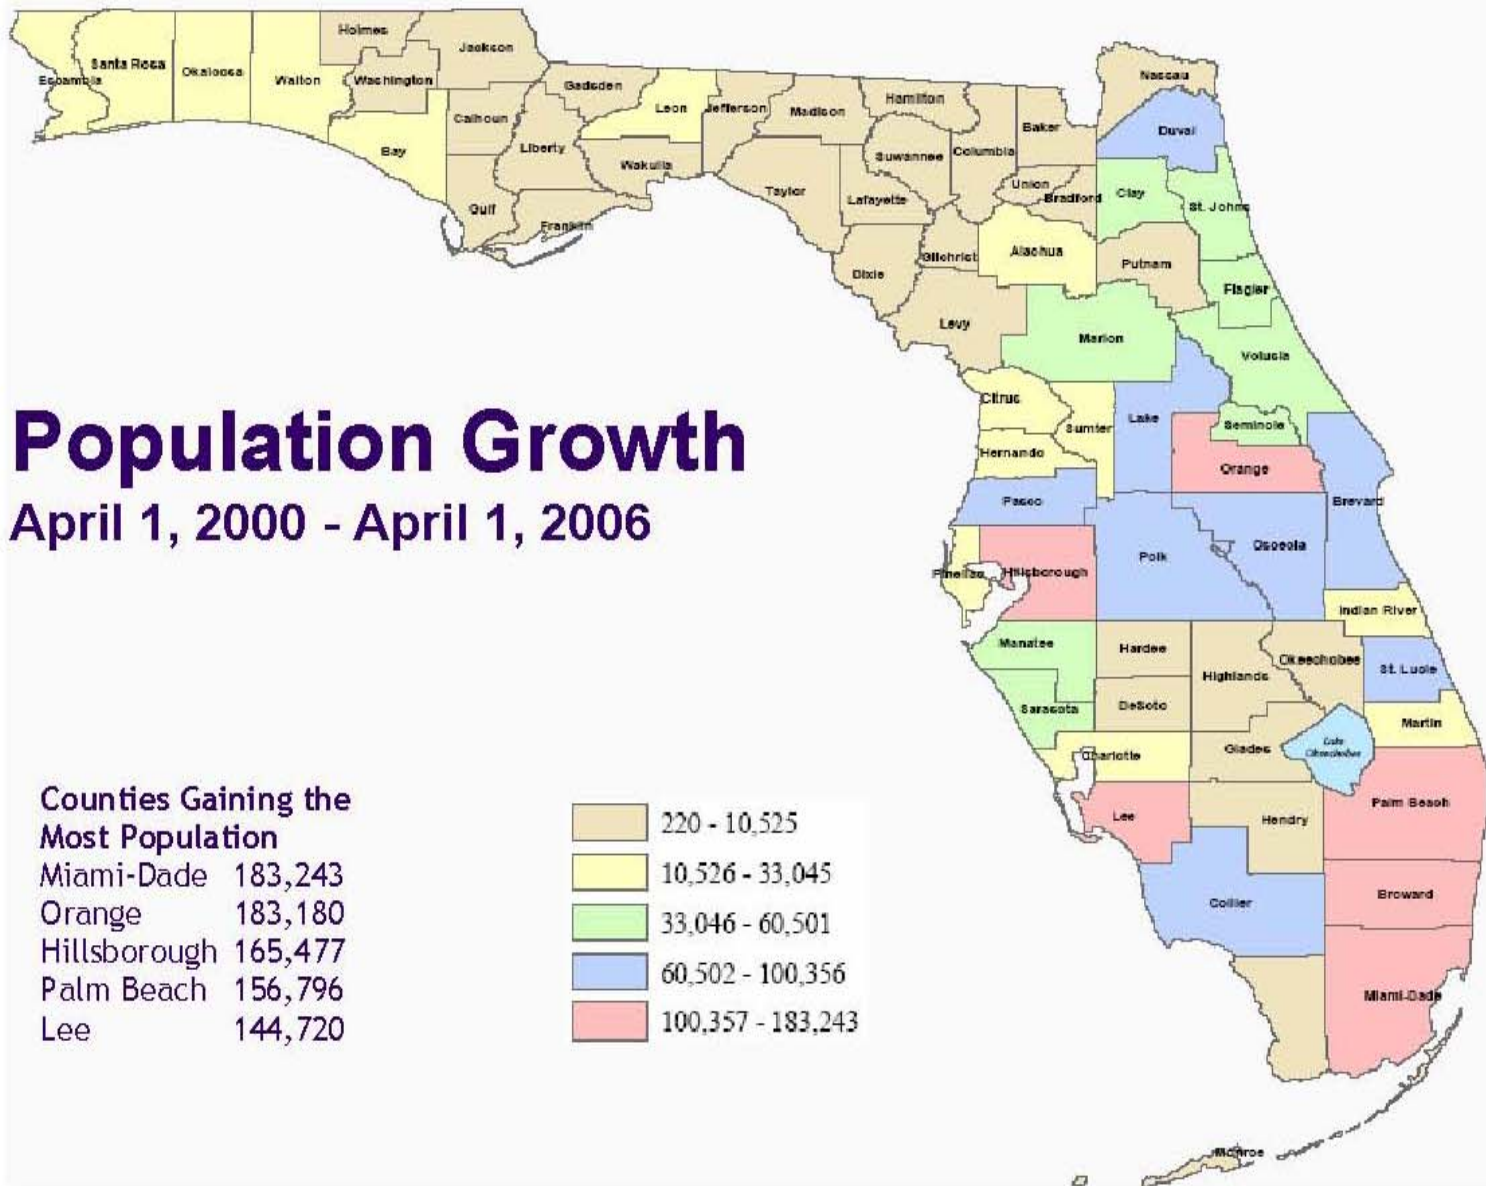 Population Growth
April 1, 2000 - April 1, 2006
Counties Gaining the
Most Population
Miami-Dade 183,243
Orange 183,180
Hillsborough 165,477
Palm Beach 156,796
Lee 144,720
220 - 10,525
10,526 - 33,045
33,046 - 60,501
60,502 - 100,356
100,357 - 183,243
Escambia
Santa Rosa
Okaloosa
Walton
Holmes
Washington
Jackson
Bay
Calhoun
Gulf
Gadsden
Liberty
Franklin
Leon
Wakulla
Jefferson
Madison
Taylor
Hamilton
Suwannee
Lafayette
Dixie
Columbia
Gilchrist
Levy
Baker
Union
Bradford
Alachua
Nassau
Duval
Clay
St. Johns
Putnam
Flagler
Marion
Volusia
Citrus
Sumter
Lake
Seminole
Hernando
Orange
Pasco
Brevard
Pinellas
Hillsborough
Polk
Osceola
Indian River
Manatee
Hardee
Highlands
Okeechobee
St. Lucie
Sarasota
DeSoto
Martin
Charlotte
Glades
Lake
Okeechobee
Lee
Hendry
Palm Beach
Collier
Broward
Miami-Dade
Monroe